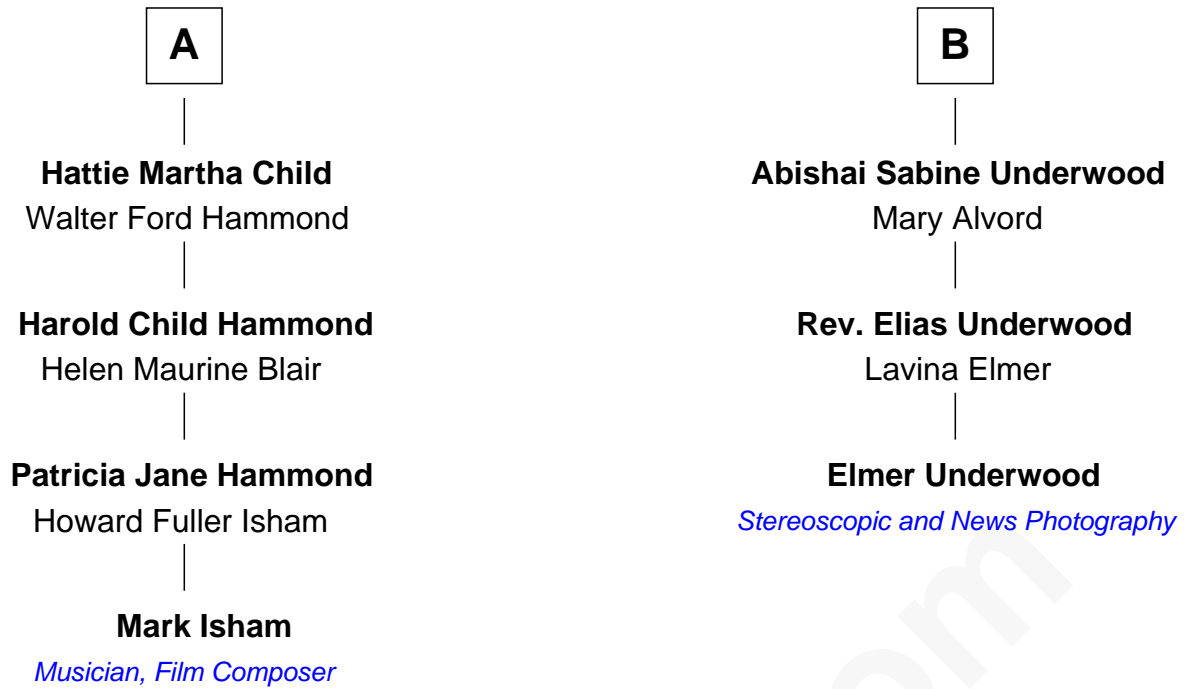 A
Hattie Martha Child
Walter Ford Hammond
Harold Child Hammond
Helen Maurine Blair
Patricia Jane Hammond
Howard Fuller Isham
Mark Isham
Musician, Film Composer
B
Abishai Sabine Underwood
Mary Alvord
Rev. Elias Underwood
Lavina Elmer
Elmer Underwood
Stereoscopic and News Photography
om